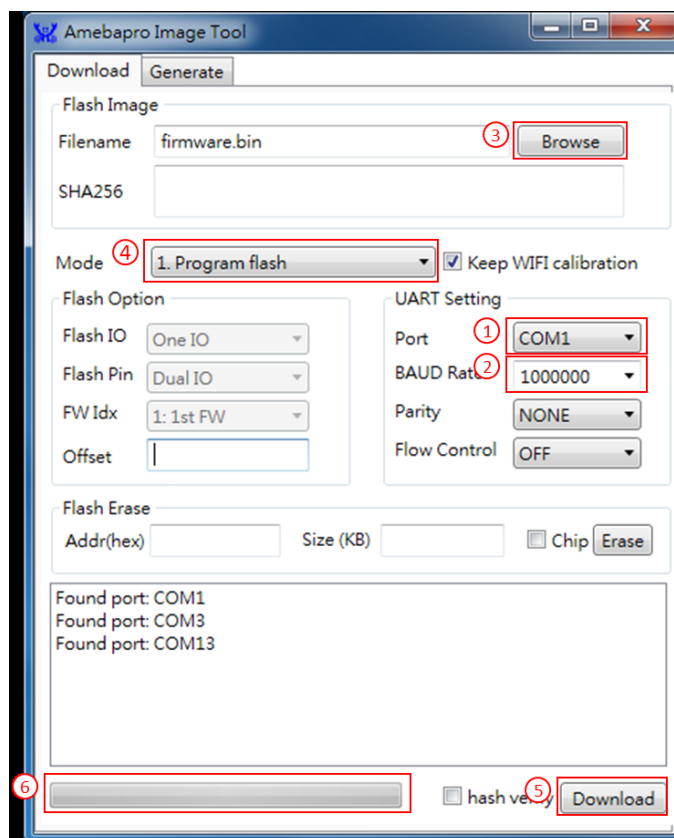 Amebapro Image Tool
Download Generate
Flash Image
Filename firmware.bin ③ Browse
SHA256
Mode ④ 1. Program flash Keep WIFI calibration
Flash Option UART Setting
Flash IO One IO Port ① COM1
Flash Pin Dual IO BAUD Rate ② 1000000
FW Idx 1: 1st FW Parity NONE
Offset Flow Control OFF
Flash Erase
Addr(hex) Size (KB) Chip Erase
Found port: COM1
Found port: COM3
Found port: COM13
⑥ hash verify ⑤ Download